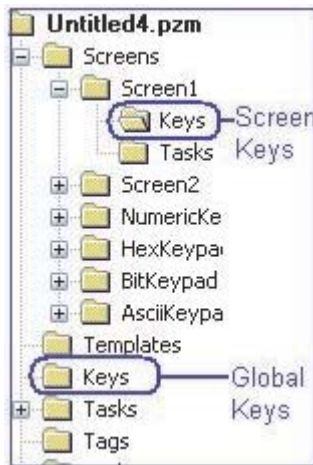 Untitled4.pzm
Screens
Screen1
Keys Screen
Tasks Keys
Screen2
NumericKe
HexKeypa
BitKeypad
AsciiKeypa
Templates
Keys Global
Tasks Keys
Tags